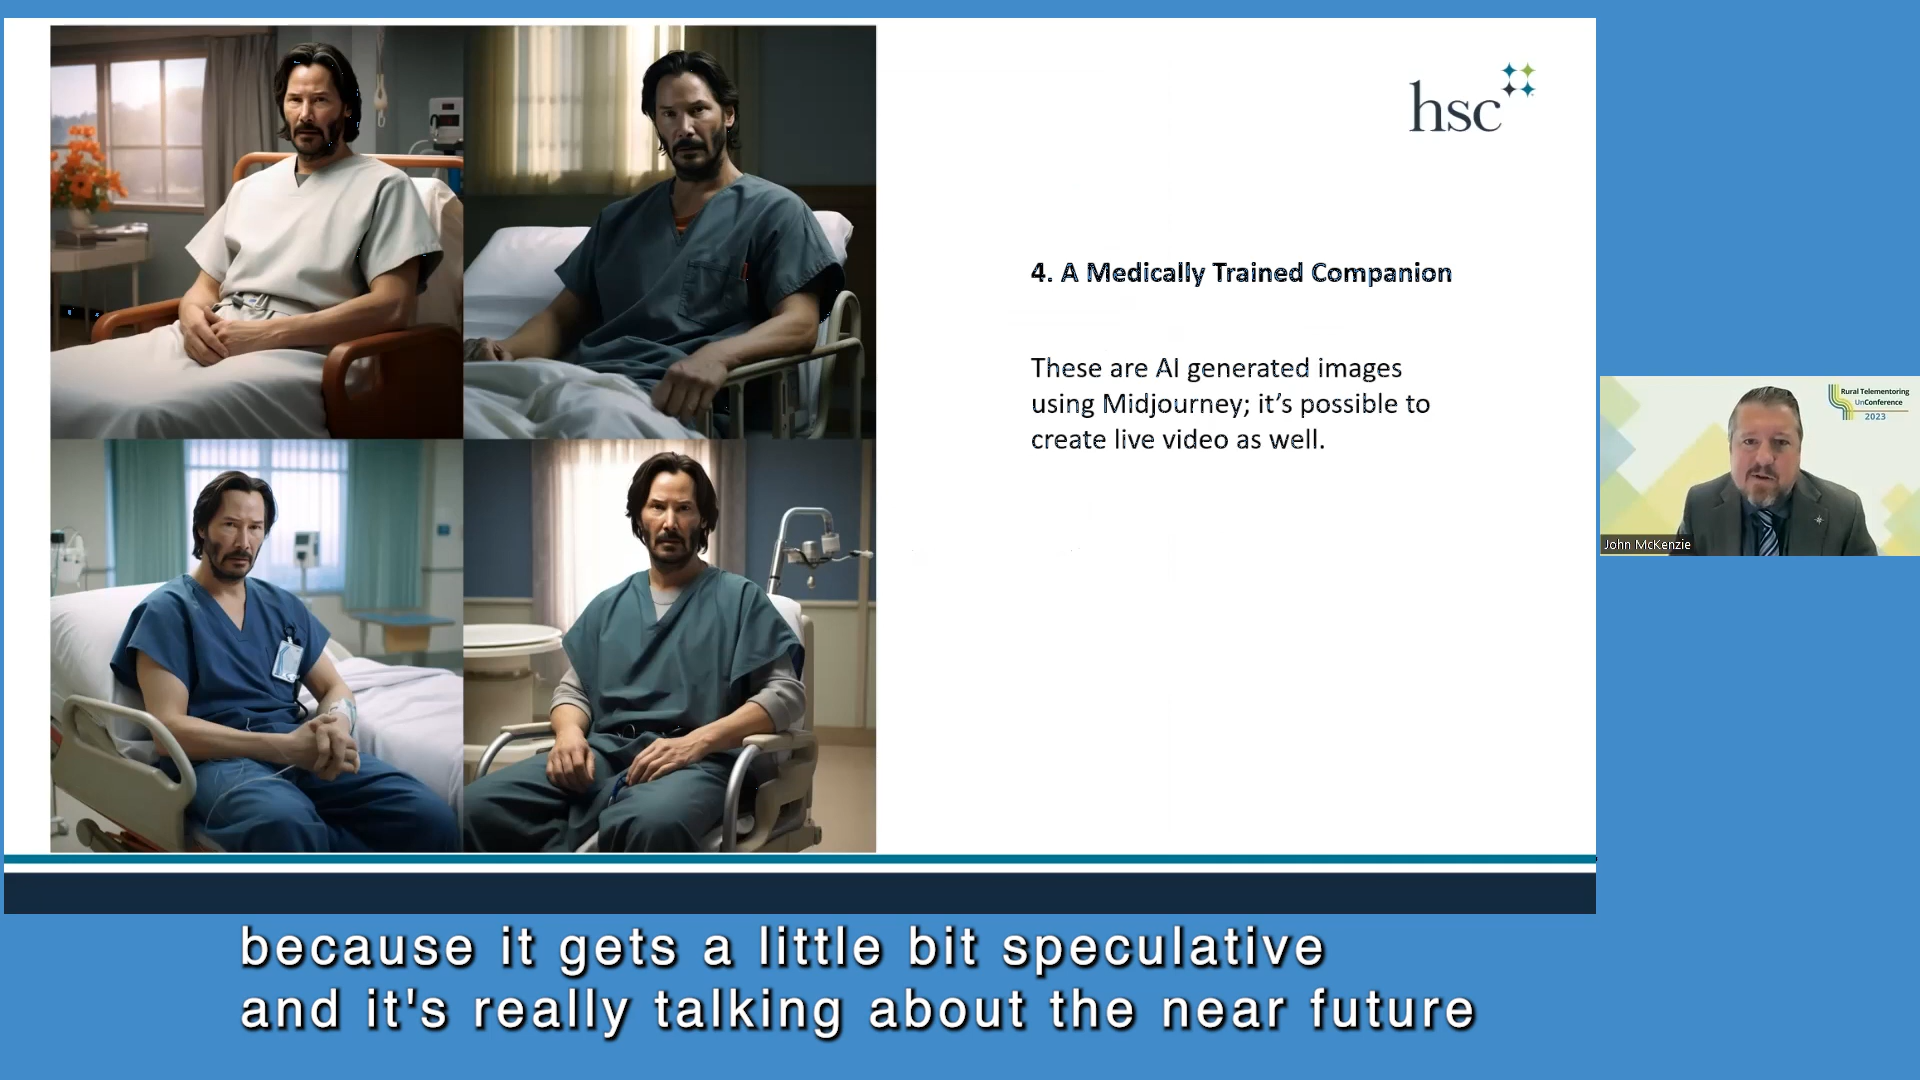 hsc
4. A Medically Trained Companion
These are AI generated images
using Midjourney; it’s possible to
create live video as well.
Rural Telementoring
UnConference
2023
John McKenzie
because it gets a little bit speculative
and it's really talking about the near future